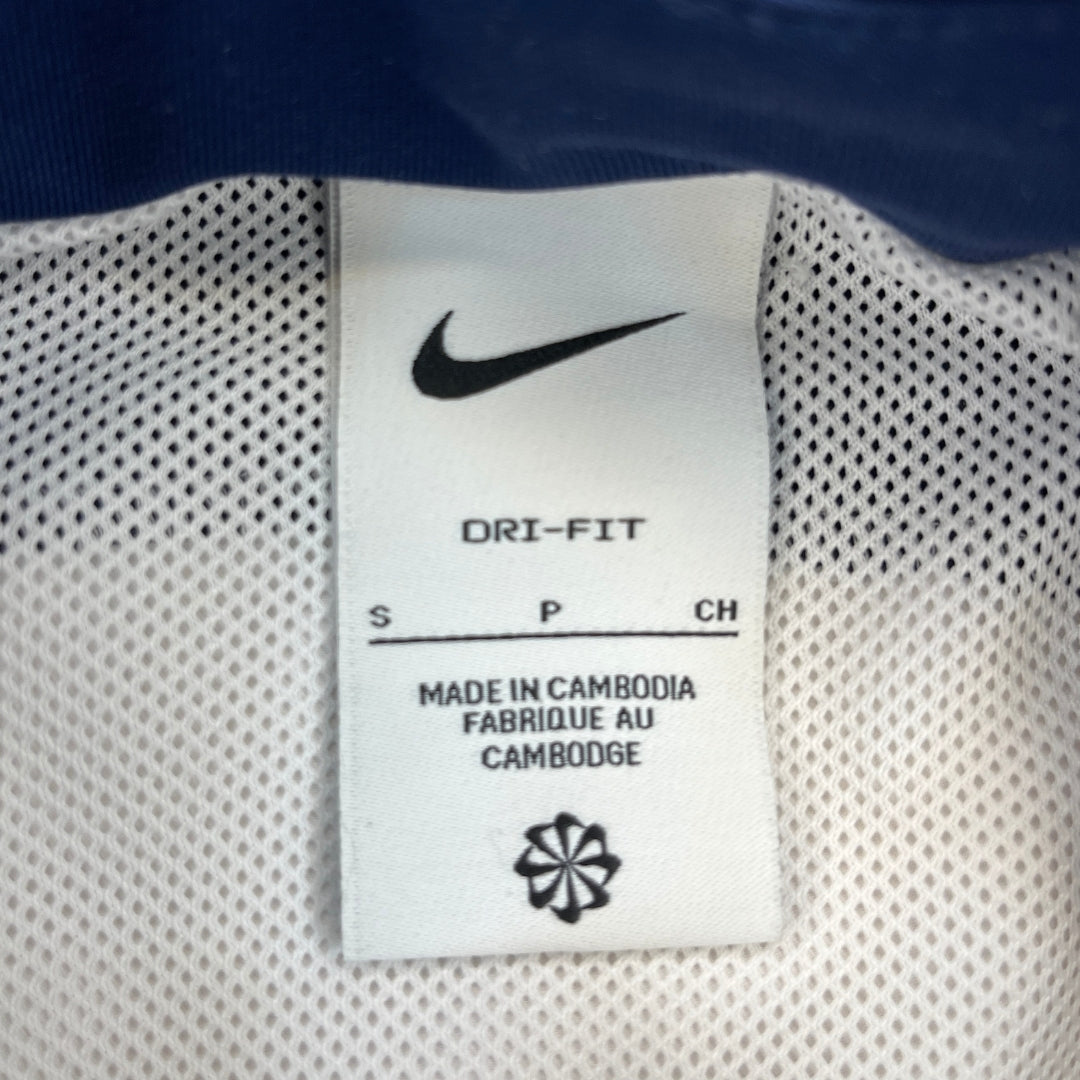 DRI-FIT
S P CH
MADE IN CAMBODIA
FABRIQUE AU
CAMBODGE